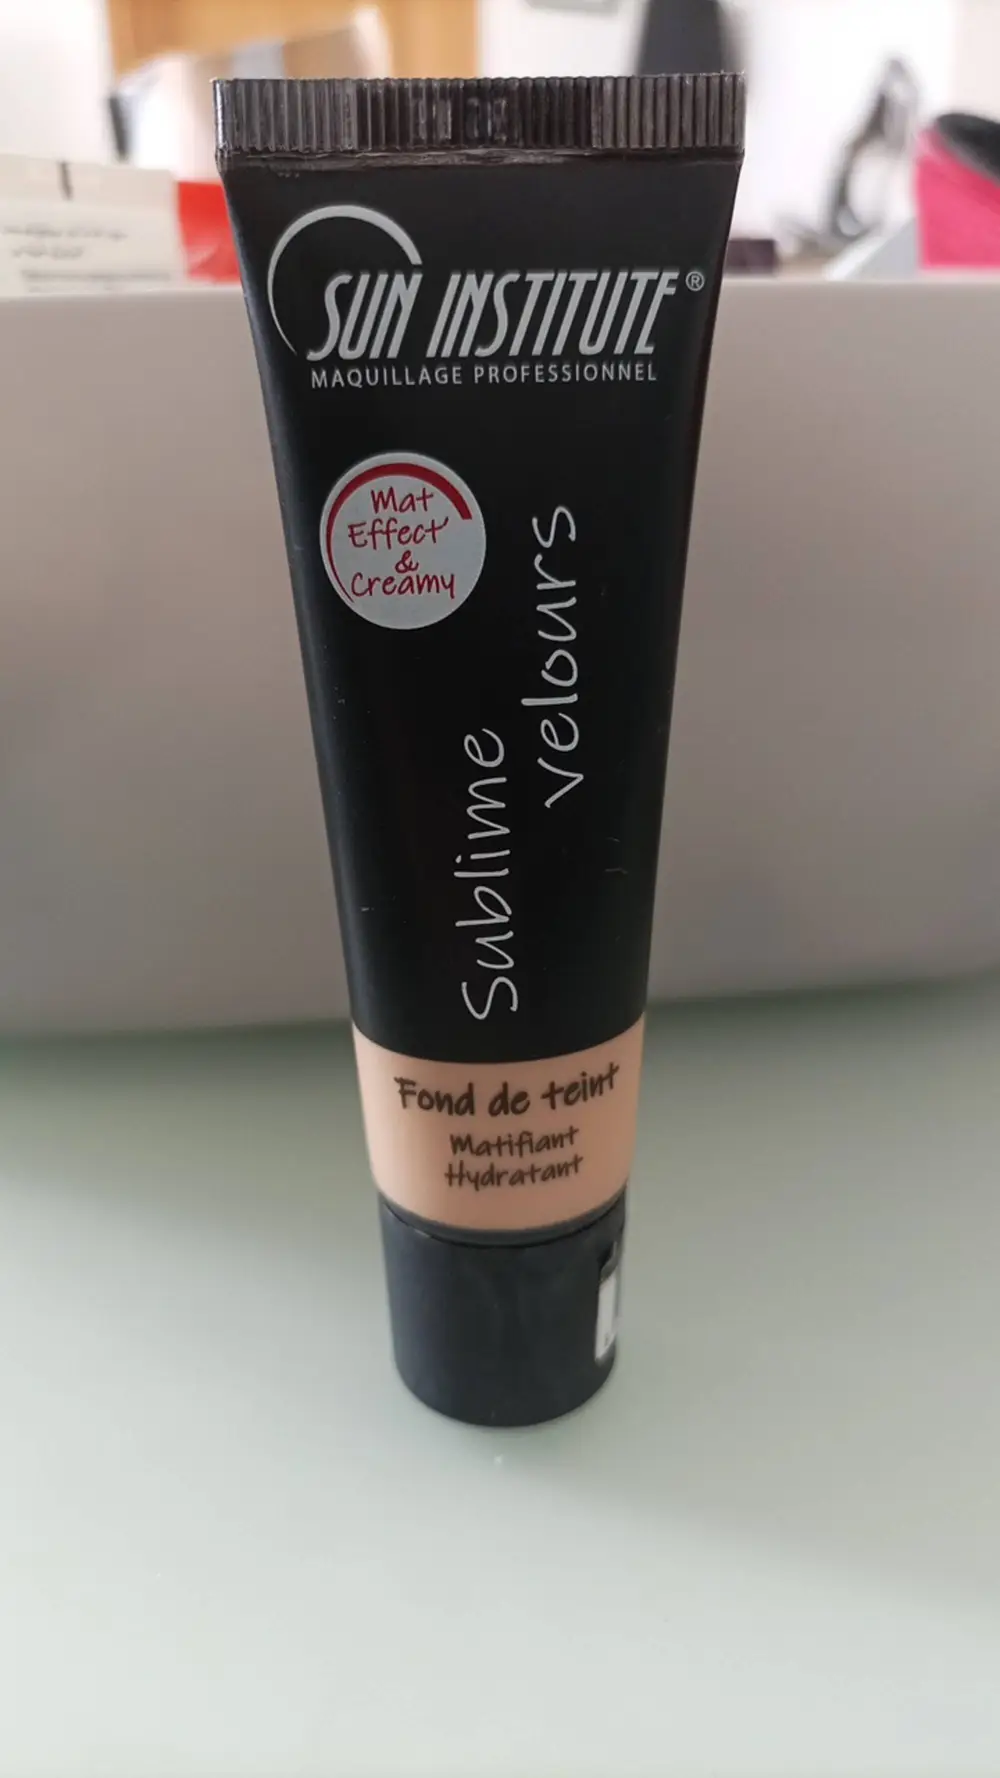 SUN INSTITUTE®
MAQUILLAGE PROFESSIONNEL
Mat
Effect
&
Creamy
Sublime
velours
Fond de teint
Matifiant
Hydratant